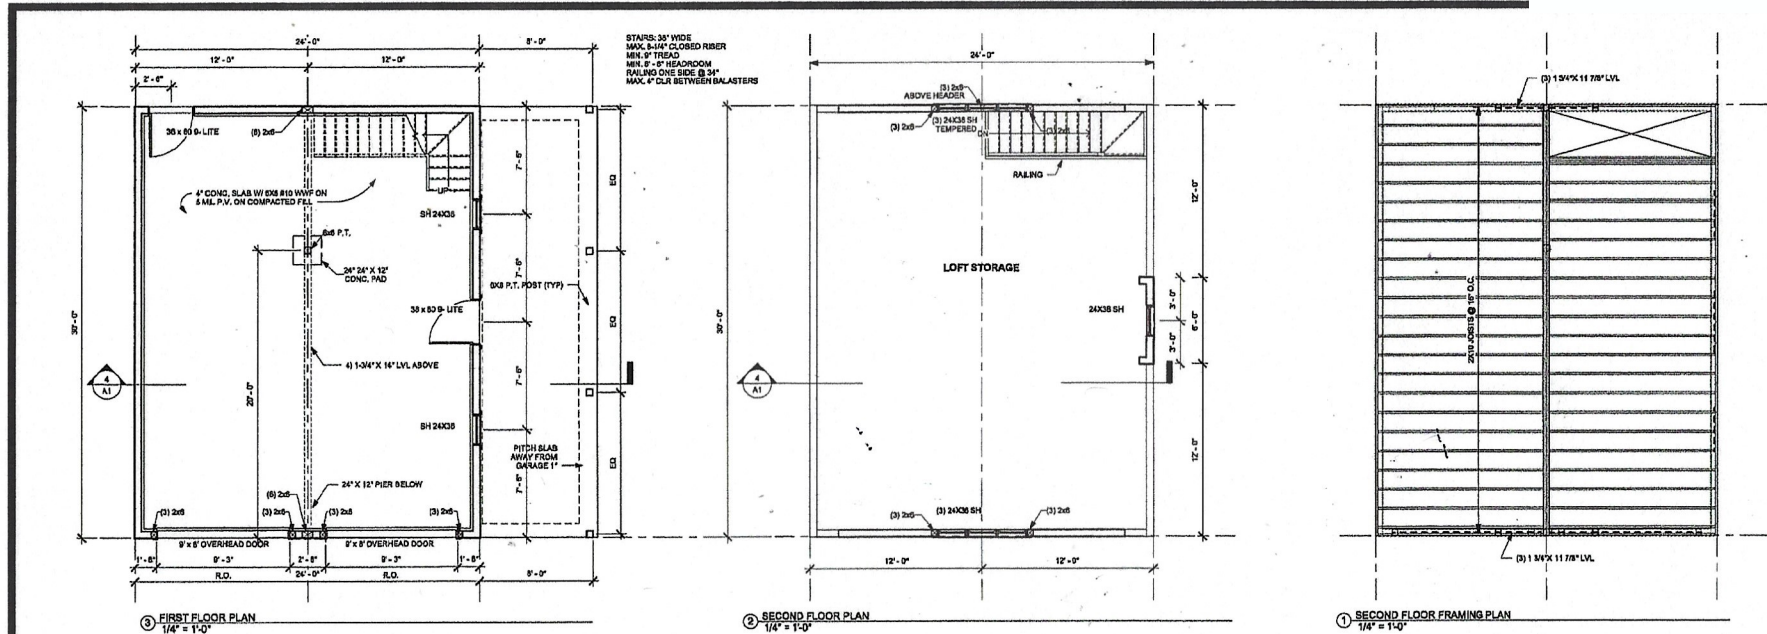 24'-0"
8'-0"
12'-0"
12'-0"
2'-6"
STAIRS: 36" WIDE
MAX. 8-1/4" CLOSED RISER
MIN. 9" TREAD
MIN. 6'-6" HEADROOM
RAILING ONE SIDE @ 34"
MAX. 4" CLR BETWEEN BALASTERS
36 x 80 9-LITE
(6) 2x6
UP
4" CONC. SLAB W/ 6X6 #10 WWF ON
6 MIL P.V. ON COMPACTED FILL
SH 24X36
6x6 P.T.
24" 24" X 12"
CONC. PAD
6X6 P.T. POST (TYP)
36 x 80 9-LITE
4) 1-3/4" X 14" LVL ABOVE
30'-0"
20'-0"
7'-6"
7'-6"
7'-6"
7'-6"
EQ
EQ
EQ
4
A1
SH 24X36
PITCH SLAB
AWAY FROM
GARAGE 1"
24" X 12" PIER BELOW
(6) 2x6
(3) 2x6
(3) 2x6
(3) 2x6
(3) 2x6
9' x 8' OVERHEAD DOOR
9' x 8' OVERHEAD DOOR
1'-6"
9'-3"
2'-6"
9'-3"
1'-6"
R.O.
24'-0"
R.O.
8'-0"
3 FIRST FLOOR PLAN
1/4" = 1'-0"
24'-0"
(3) 2x6
ABOVE HEADER
(3) 2x6
(3) 24X36 SH
TEMPERED
(3) 2x6
DN
RAILING
LOFT STORAGE
24X36 SH
30'-0"
12'-0"
3'-0"
6'-0"
3'-0"
12'-0"
4
A1
(3) 2x6
(3) 24X36 SH
(3) 2x6
12'-0"
12'-0"
2 SECOND FLOOR PLAN
1/4" = 1'-0"
(3) 1 3/4" X 11 7/8" LVL
2X10 JOISTS @ 16" O.C.
(3) 1 3/4" X 11 7/8" LVL
1 SECOND FLOOR FRAMING PLAN
1/4" = 1'-0"